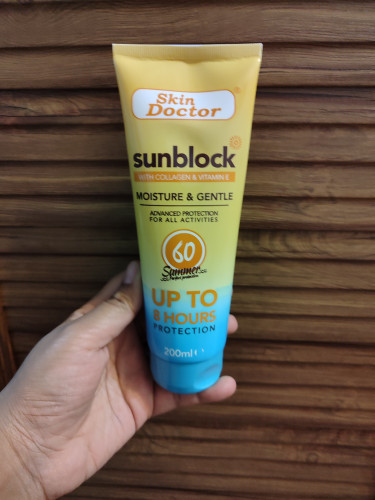 Skin
Doctor
sunblock
WITH COLLAGEN & VITAMIN E
MOISTURE & GENTLE
ADVANCED PROTECTION
FOR ALL ACTIVITIES
60
Summer
UP TO
8 HOURS
PROTECTION
200ml e